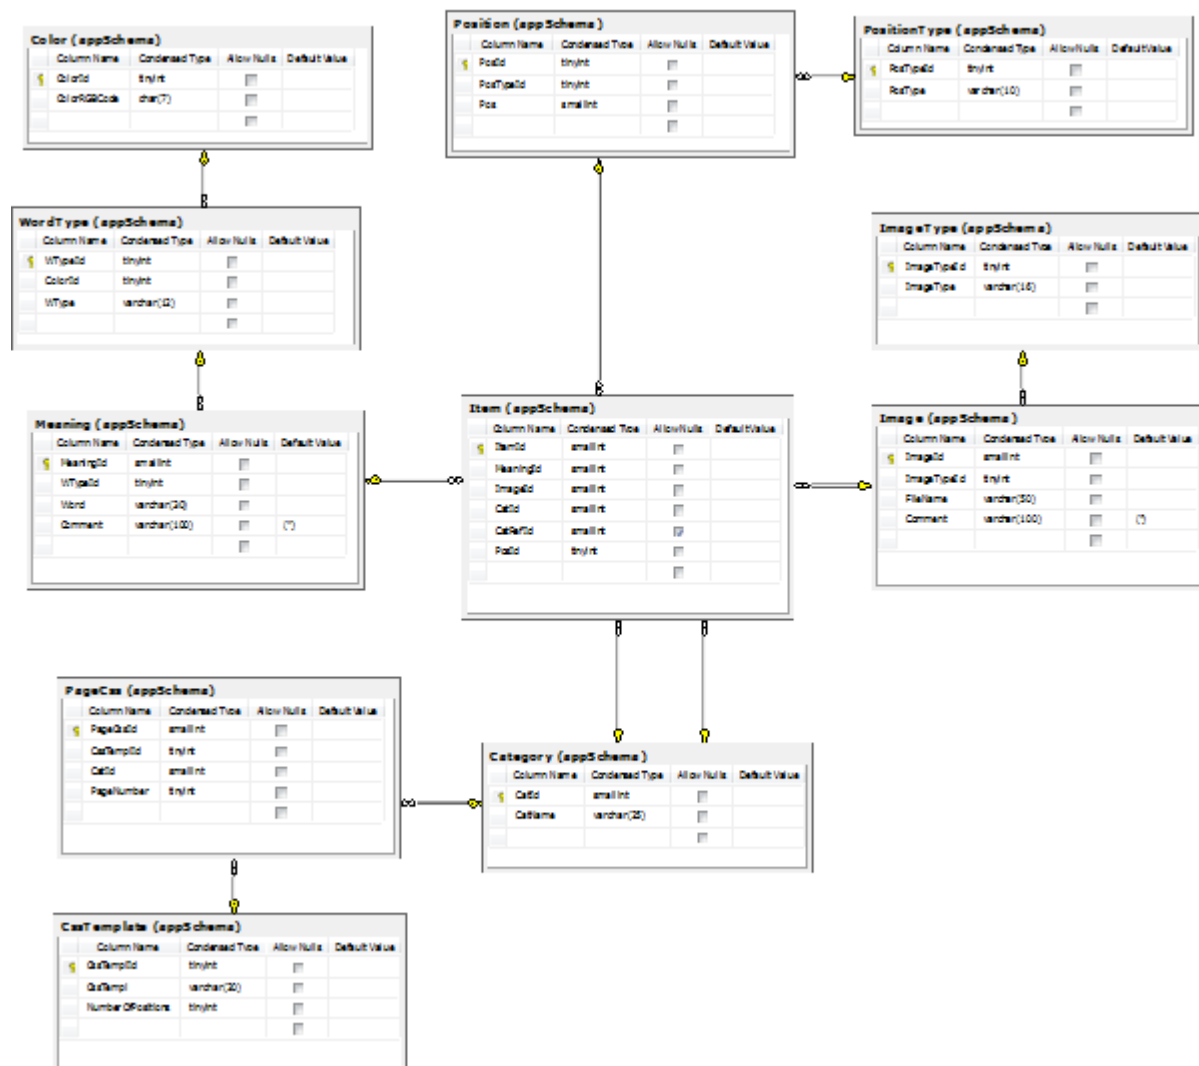 Color (appSchema)
Column Name Condensed Type Allow Nulls Default Value
ColorId tinyint
ColorRGBCode char(7)
Position (appSchema)
Column Name Condensed Type Allow Nulls Default Value
PosId tinyint
PosTypeId tinyint
Pos smallint
PositionType (appSchema)
Column Name Condensed Type Allow Nulls Default Value
PosTypeId tinyint
PosType varchar(10)
WordType (appSchema)
Column Name Condensed Type Allow Nulls Default Value
WTypeId tinyint
ColorId tinyint
WType varchar(12)
ImageType (appSchema)
Column Name Condensed Type Allow Nulls Default Value
ImageTypeId tinyint
ImageType varchar(16)
Meaning (appSchema)
Column Name Condensed Type Allow Nulls Default Value
MeaningId smallint
WTypeId tinyint
Word varchar(30)
Comment varchar(100) ('')
Item (appSchema)
Column Name Condensed Type Allow Nulls Default Value
ItemId smallint
MeaningId smallint
ImageId smallint
CatId smallint
CatRefId smallint
PosId tinyint
Image (appSchema)
Column Name Condensed Type Allow Nulls Default Value
ImageId smallint
ImageTypeId tinyint
FileName varchar(50)
Comment varchar(100) ('')
PageCss (appSchema)
Column Name Condensed Type Allow Nulls Default Value
PageCssId smallint
CssTemplId tinyint
CatId smallint
PageNumber tinyint
Category (appSchema)
Column Name Condensed Type Allow Nulls Default Value
CatId smallint
CatName varchar(25)
CssTemplate (appSchema)
Column Name Condensed Type Allow Nulls Default Value
CssTemplId tinyint
CssTempl varchar(20)
NumberOfPositions tinyint